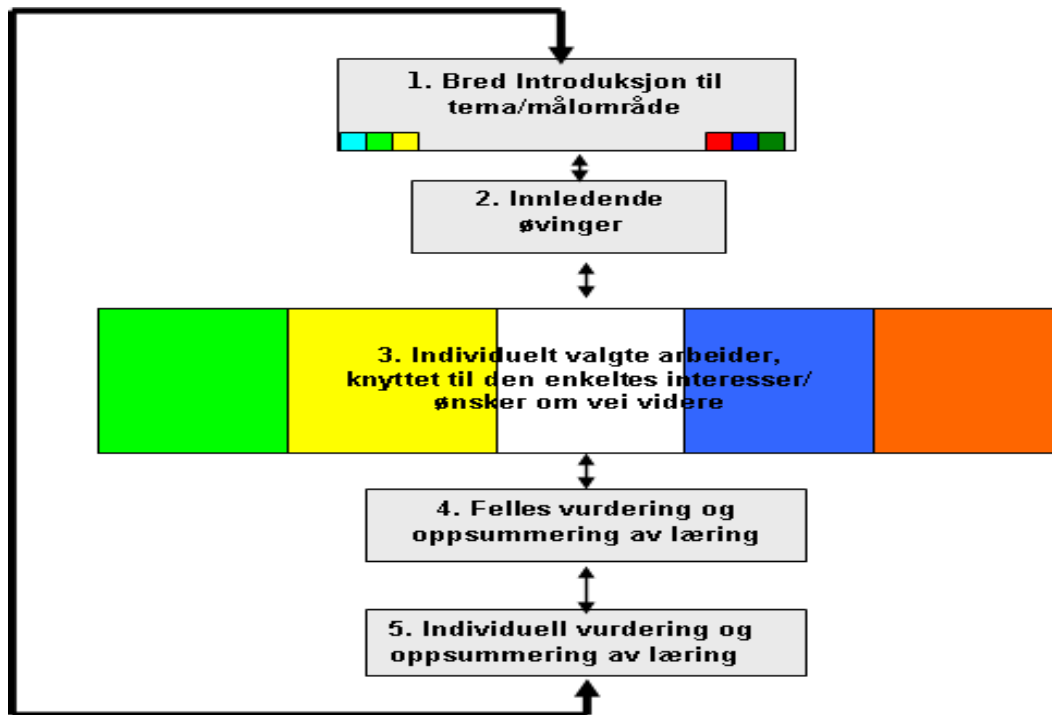 1. Bred Introduksjon til
tema/målområde
2. Innledende
øvinger
3. Individuelt valgte arbeider,
knyttet til den enkeltes interesser/
ønsker om vei videre
4. Felles vurdering og
oppsummering av læring
5. Individuell vurdering og
oppsummering av læring